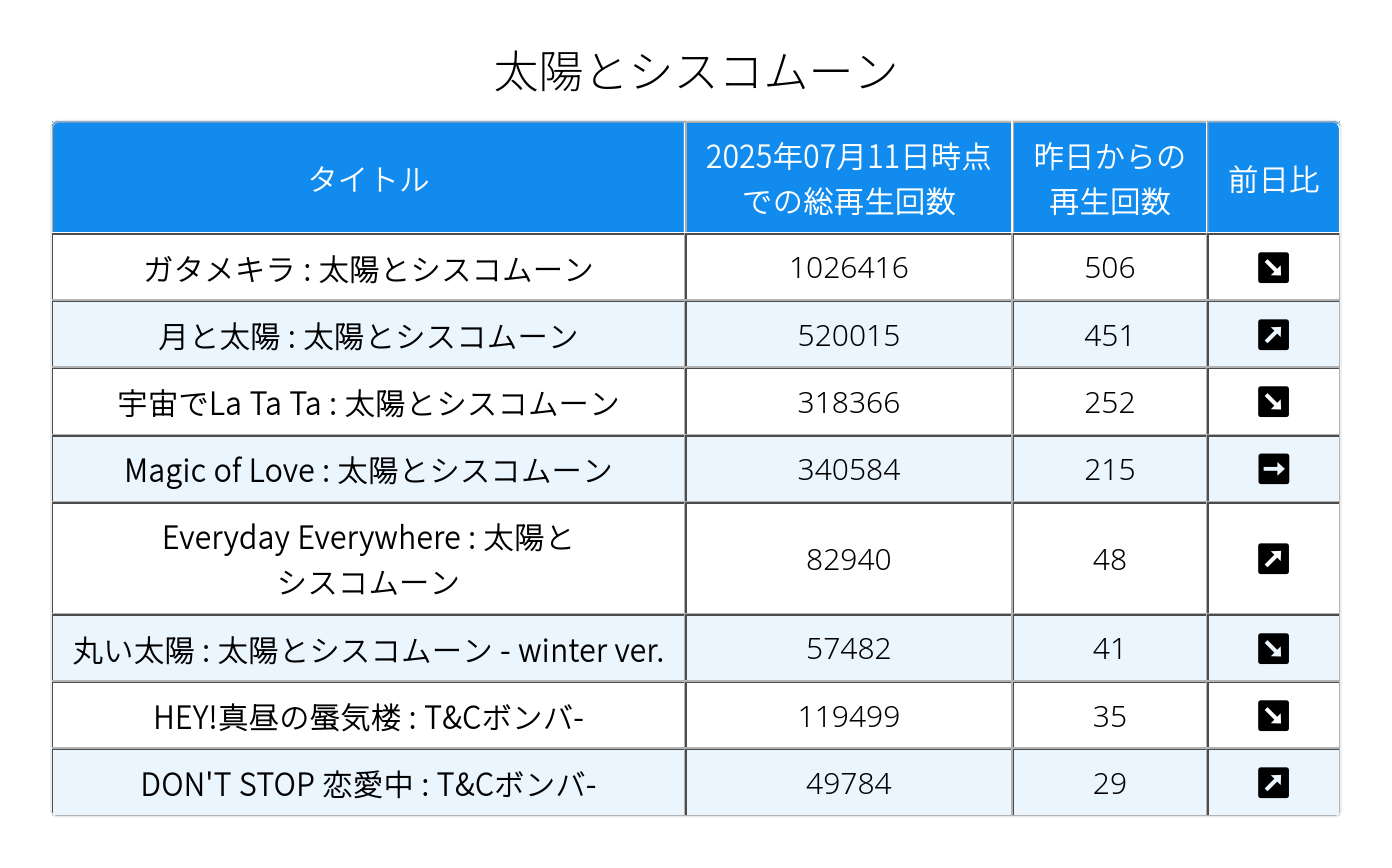 太陽とシスコムーン
タイトル
2025年07月11日時点
での総再生回数
昨日からの
再生回数
前日比
ガタメキラ : 太陽とシスコムーン
1026416
506
↘
月と太陽 : 太陽とシスコムーン
520015
451
↗
宇宙でLa Ta Ta : 太陽とシスコムーン
318366
252
↘
Magic of Love : 太陽とシスコムーン
340584
215
→
Everyday Everywhere : 太陽と
シスコムーン
82940
48
↗
丸い太陽 : 太陽とシスコムーン - winter ver.
57482
41
↘
HEY!真昼の蜃気楼 : T&Cボンバ-
119499
35
↘
DON'T STOP 恋愛中 : T&Cボンバ-
49784
29
↗